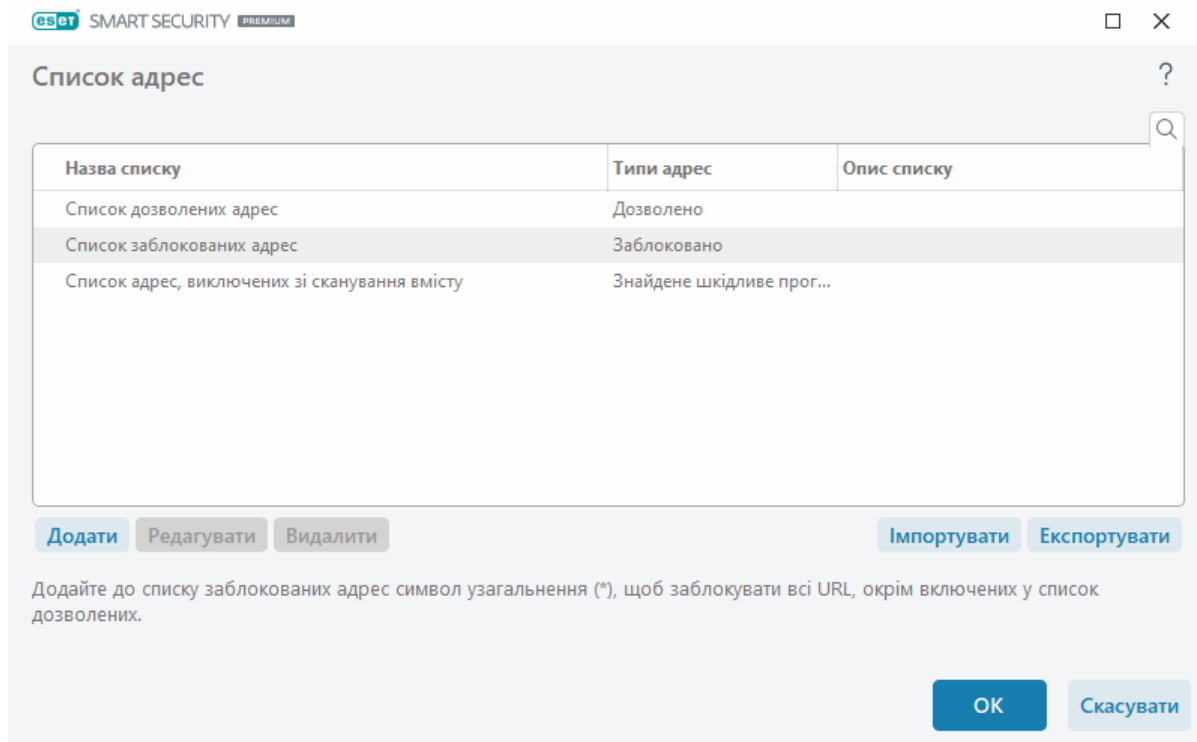 eset SMART SECURITY PREMIUM
Список адрес
?
Назва списку Типи адрес Опис списку
Список дозволених адрес Дозволено
Список заблокованих адрес Заблоковано
Список адрес, виключених зі сканування вмісту Знайдене шкідливе прог...
Додати Редагувати Видалити Імпортувати Експортувати
Додайте до списку заблокованих адрес символ узагальнення (*), щоб заблокувати всі URL, окрім включених у список
дозволених.
OK Скасувати